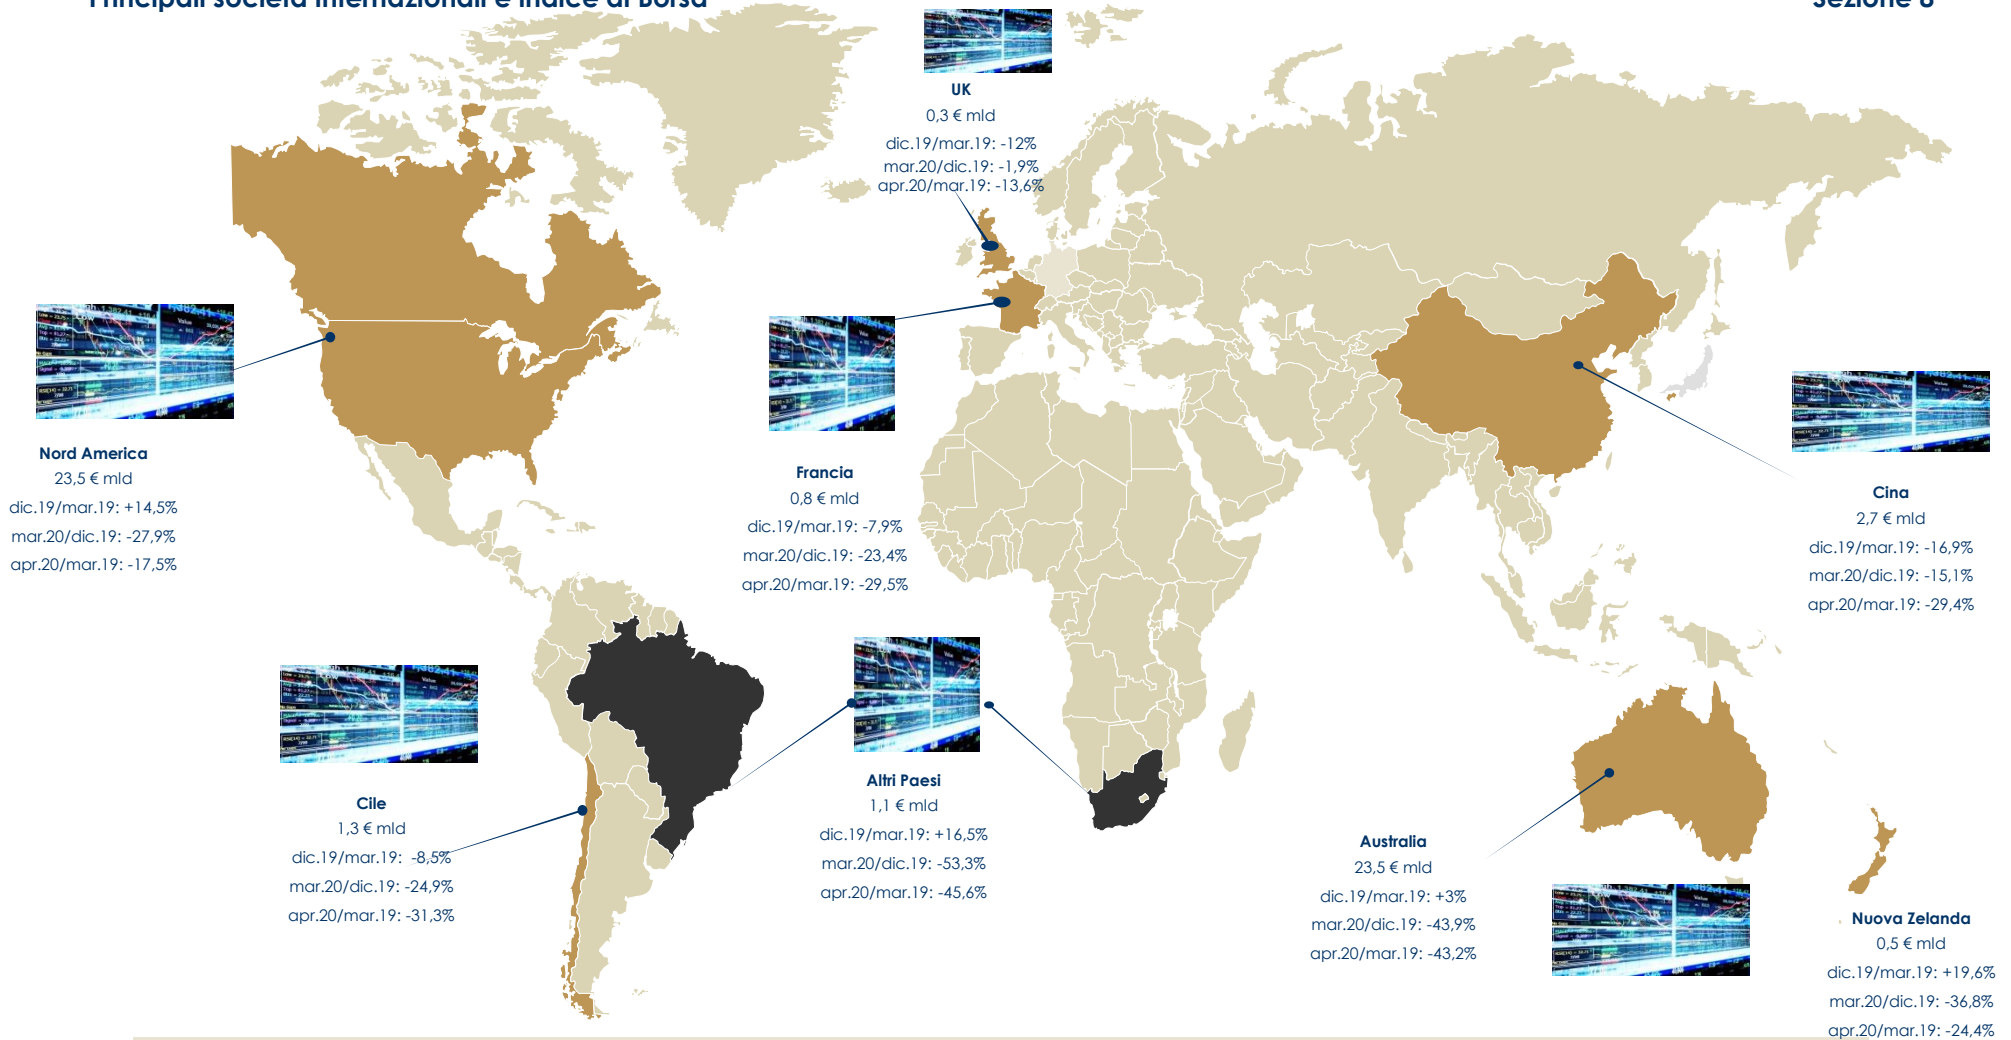 Principali società internazionali e indice di Borsa
Sezione 8
UK
0,3 € mld
dic.19/mar.19: -12%
mar.20/dic.19: -1,9%
apr.20/mar.19: -13,6%
Nord America
23,5 € mld
dic.19/mar.19: +14,5%
mar.20/dic.19: -27,9%
apr.20/mar.19: -17,5%
Francia
0,8 € mld
dic.19/mar.19: -7,9%
mar.20/dic.19: -23,4%
apr.20/mar.19: -29,5%
Cina
2,7 € mld
dic.19/mar.19: -16,9%
mar.20/dic.19: -15,1%
apr.20/mar.19: -29,4%
Cile
1,3 € mld
dic.19/mar.19: -8,5%
mar.20/dic.19: -24,9%
apr.20/mar.19: -31,3%
Altri Paesi
1,1 € mld
dic.19/mar.19: +16,5%
mar.20/dic.19: -53,3%
apr.20/mar.19: -45,6%
Australia
23,5 € mld
dic.19/mar.19: +3%
mar.20/dic.19: -43,9%
apr.20/mar.19: -43,2%
Nuova Zelanda
0,5 € mld
dic.19/mar.19: +19,6%
mar.20/dic.19: -36,8%
apr.20/mar.19: -24,4%